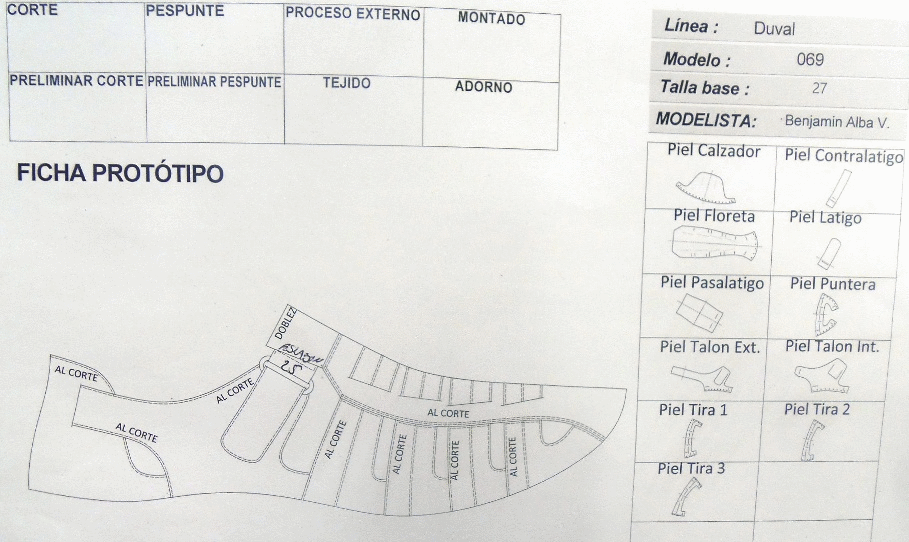 CORTE PESPUNTE PROCESO EXTERNO MONTADO
PRELIMINAR CORTE PRELIMINAR PESPUNTE TEJIDO ADORNO
FICHA PROTÓTIPO
Línea : Duval
Modelo : 069
Talla base : 27
MODELISTA: Benjamin Alba V.
Piel Calzador Piel Contralatigo
Piel Floreta Piel Latigo
Piel Pasalatigo Piel Puntera
Piel Talon Ext. Piel Talon Int.
Piel Tira 1 Piel Tira 2
Piel Tira 3
DOBLEZ
25
AL CORTE
AL CORTE
AL CORTE
AL CORTE
AL CORTE
AL CORTE
AL CORTE
AL CORTE